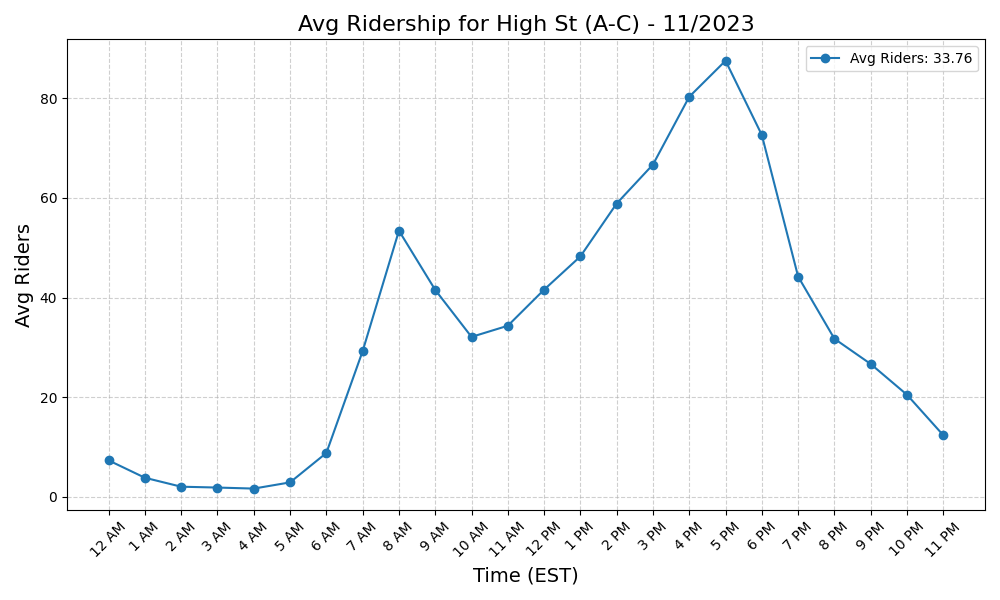 Avg Ridership for High St (A-C) - 11/2023
Avg Riders: 33.76
Avg Riders
80
60
40
20
0
12 AM
1 AM
2 AM
3 AM
4 AM
5 AM
6 AM
7 AM
8 AM
9 AM
10 AM
11 AM
12 PM
1 PM
2 PM
3 PM
4 PM
5 PM
6 PM
7 PM
8 PM
9 PM
10 PM
11 PM
Time (EST)